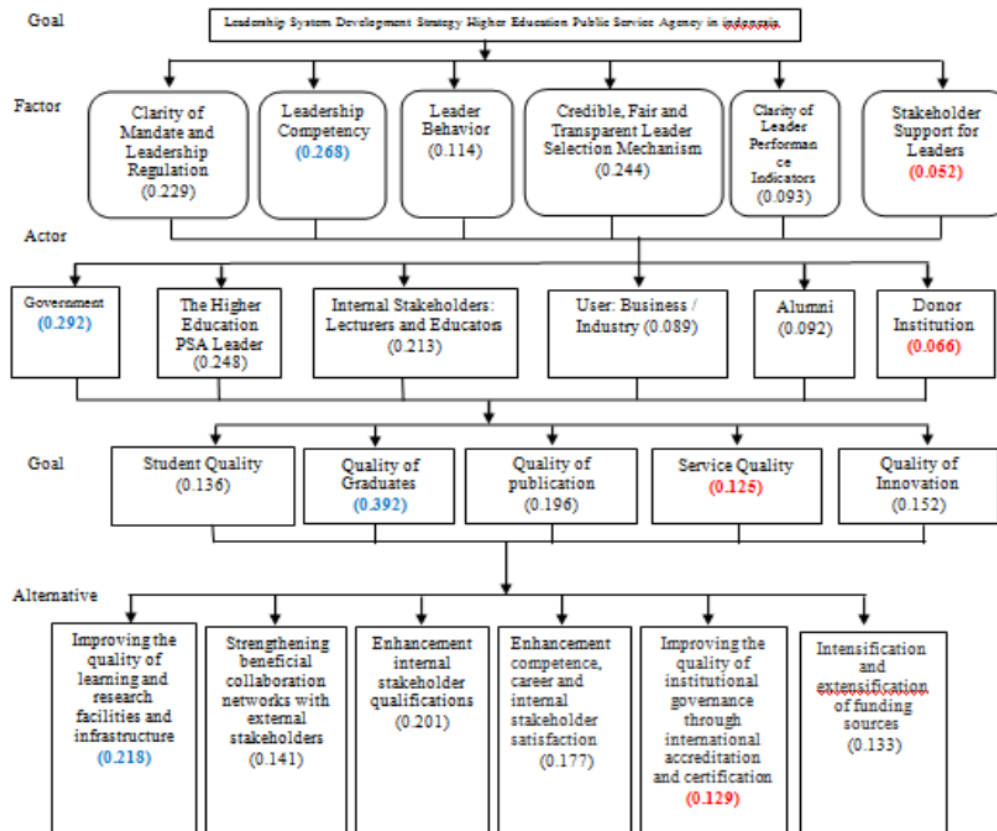 Goal
Leadership System Development Strategy Higher Education Public Service Agency in indonesia
Factor
Clarity of
Mandate and
Leadership
Regulation
(0.229)
Leadership
Competency
(0.268)
Leader
Behavior
(0.114)
Credible, Fair and
Transparent Leader
Selection Mechanism
(0.244)
Clarity of
Leader
Performan
ce
Indicators
(0.093)
Stakeholder
Support for
Leaders
(0.052)
Actor
Government
(0.292)
The Higher
Education
PSA Leader
(0.248)
Internal Stakeholders:
Lecturers and Educators
(0.213)
User: Business /
Industry (0.089)
Alumni
(0.092)
Donor
Institution
(0.066)
Goal
Student Quality
(0.136)
Quality of
Graduates
(0.392)
Quality of
publication
(0.196)
Service Quality
(0.125)
Quality of
Innovation
(0.152)
Alternative
Improving the
quality of
learning and
research
facilities and
infrastructure
(0.218)
Strengthening
beneficial
collaboration
networks with
external
stakeholders
(0.141)
Enhancement
internal
stakeholder
qualifications
(0.201)
Enhancement
competence,
career and
internal
stakeholder
satisfaction
(0.177)
Improving the
quality of
institutional
governance
through
international
accreditation
and certification
(0.129)
Intensification
and
extensification
of funding
sources
(0.133)